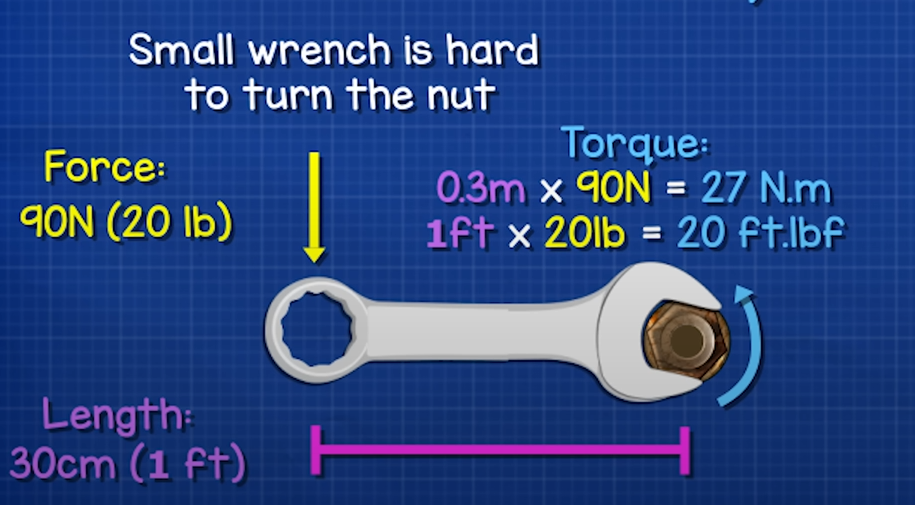 Small wrench is hard
to turn the nut
Force:
90N (20 lb)
Torque:
0.3m x 90N = 27 N.m
1ft x 20lb = 20 ft.lbf
Length:
30cm (1 ft)